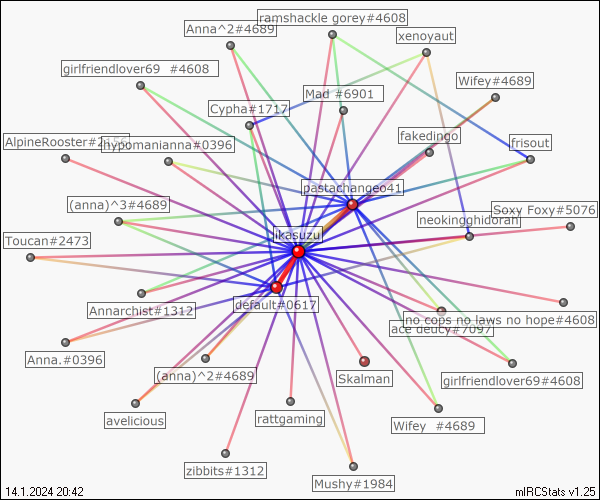 ramshackle gorey#4608
Anna^2#4689
xenoyaut
girlfriendlover69 #4608
Wifey#4689
Mad #6901
Cypha#1717
fakedingo
AlpineRooster#2
hypomanianna#0396
frisout
pastachangeo41
(anna)^3#4689
Soxy Foxy#5076
neokingghidorah
ikasuzu
Toucan#2473
Annarchist#1312
default#0617
no cops no laws no hope#4608
ace deucy#7097
Anna.#0396
(anna)^2#4689
Skalman
girlfriendlover69#4608
avelicious
rattgaming
Wifey #4689
zibbits#1312
Mushy#1984
14.1.2024 20:42
mIRCStats v1.25